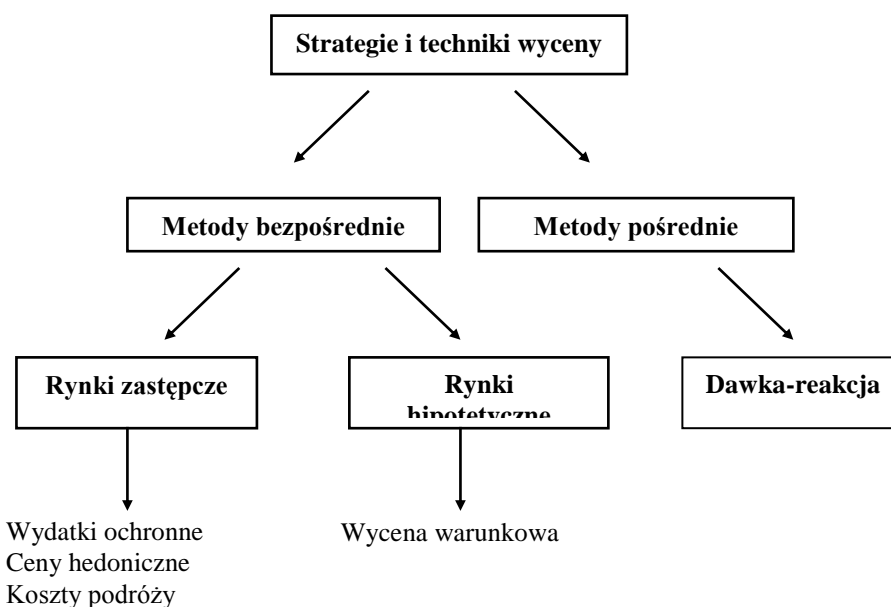 Strategie i techniki wyceny
Metody bezpośrednie
Metody pośrednie
Rynki zastępcze
Rynki
hipotetyczne
Dawka-reakcja
Wydatki ochronne
Ceny hedoniczne
Koszty podróży
Wycena warunkowa